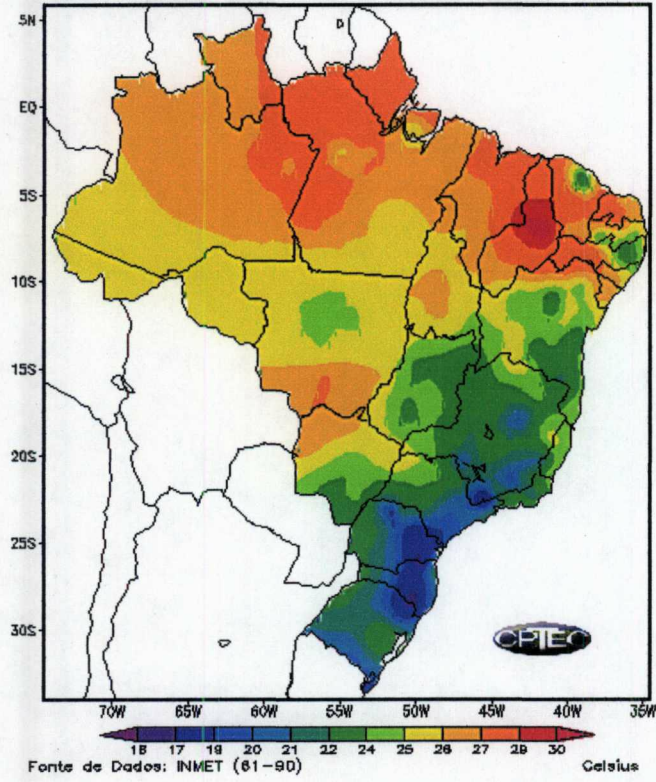 5N
EQ
5S
10S
15S
20S
25S
30S
CPTEC
70W 65W 60W 55W 50W 45W 40W 35W
16 17 19 20 21 22 24 25 26 27 29 30
Fonte de Dados: INMET (61-90) Celsius